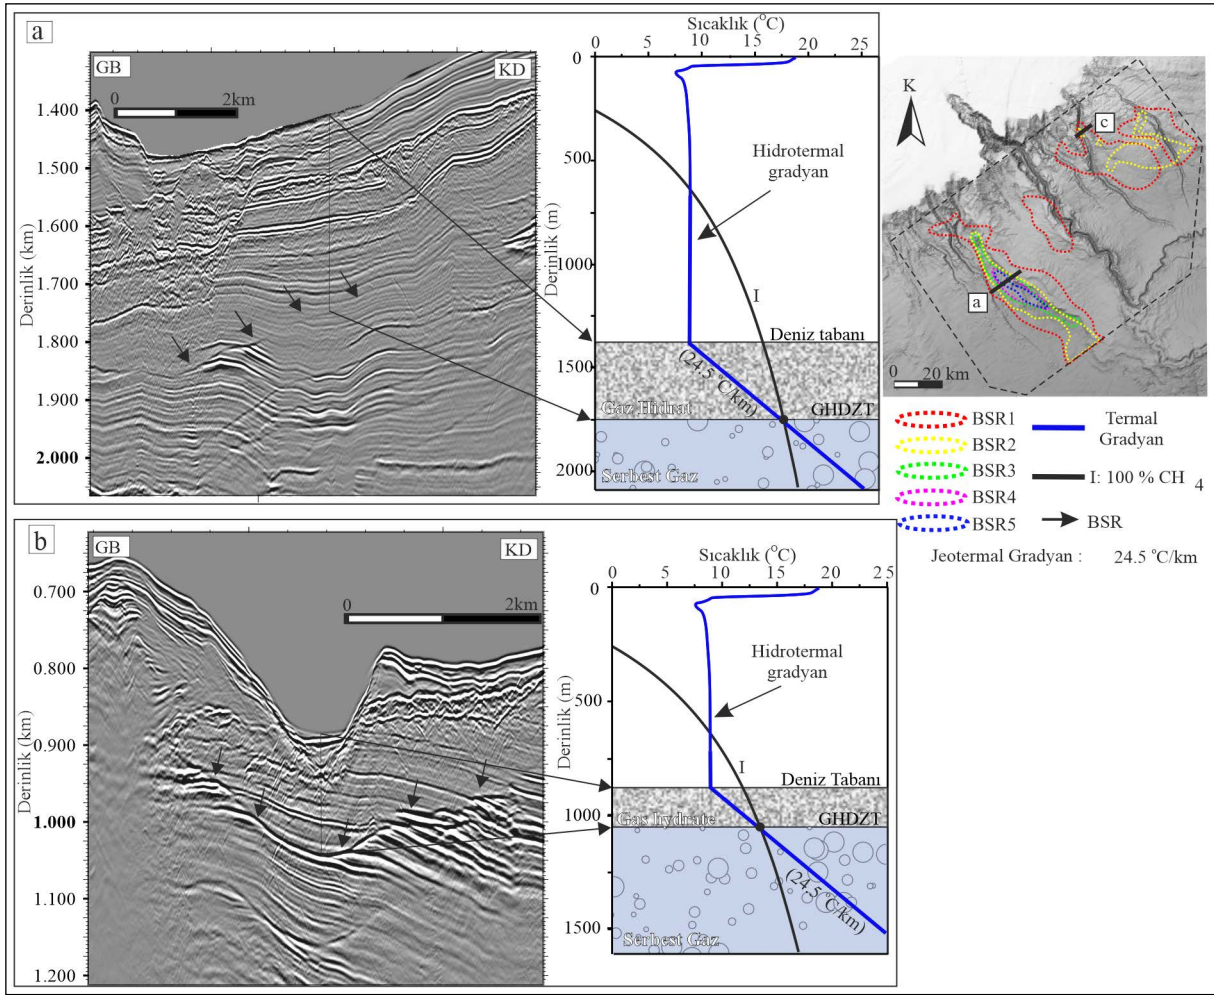 a
GB
KD
0
2km
1.400
1.500
1.600
1.700
1.800
1.900
2.000
Derinlik (km)
Sıcaklık (°C)
0 5 10 15 20 25
0
500
1000
1500
2000
Derinlik (m)
Hidrotermal
gradyan
I
Deniz tabanı
(24.5 °C/km)
Gaz Hidrat
GHDZT
Serbest Gaz
K
c
a
0 20 km
BSR1
BSR2
BSR3
BSR4
BSR5
Termal
Gradyan
I: 100 % CH 4
BSR
Jeotermal Gradyan : 24.5 °C/km
b
GB
KD
0
2km
0.700
0.800
0.900
1.000
1.100
1.200
Derinlik (km)
Sıcaklık (°C)
0 5 10 15 20 25
0
500
1000
1500
Derinlik (m)
Hidrotermal
gradyan
I
Deniz Tabanı
Gas hydrate
GHDZT
(24,5 °C/km)
Serbest Gaz